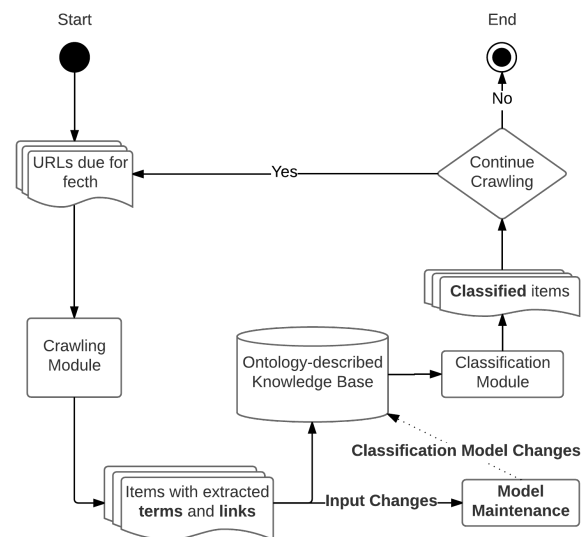 Start
End
No
URLs due for
fecth
Yes
Continue
Crawling
Classified items
Crawling
Module
Ontology-described
Knowledge Base
Classification
Module
Classification Model Changes
Items with extracted
terms and links
Input Changes
Model
Maintenance